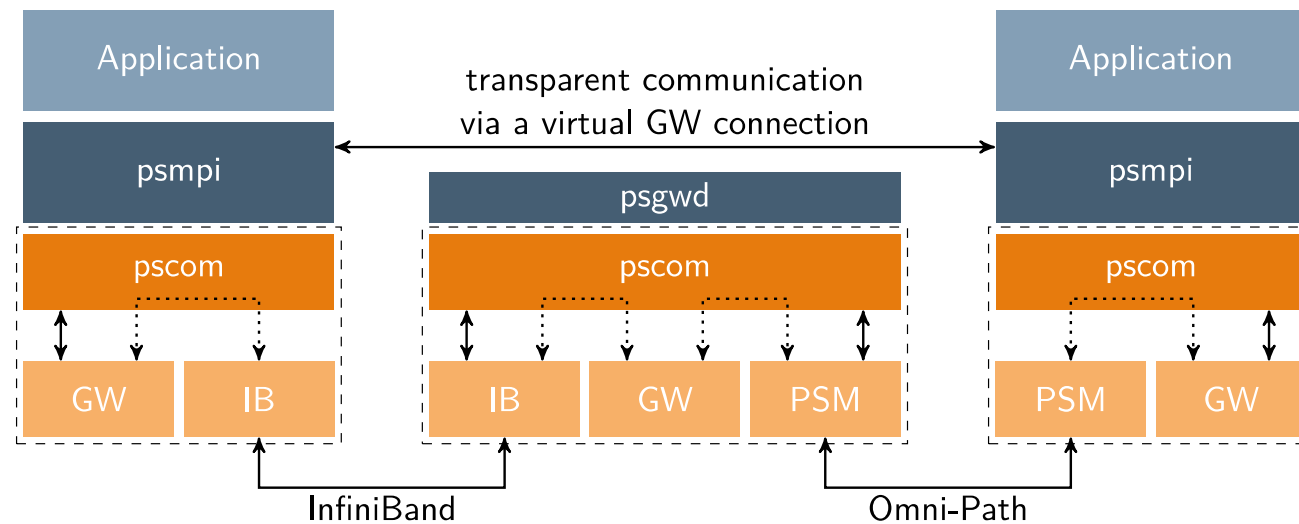 Application
Application
transparent communication
via a virtual GW connection
psmpi
psmpi
psgwd
pscom
pscom
pscom
GW
IB
IB
GW
PSM
PSM
GW
InfiniBand
Omni-Path